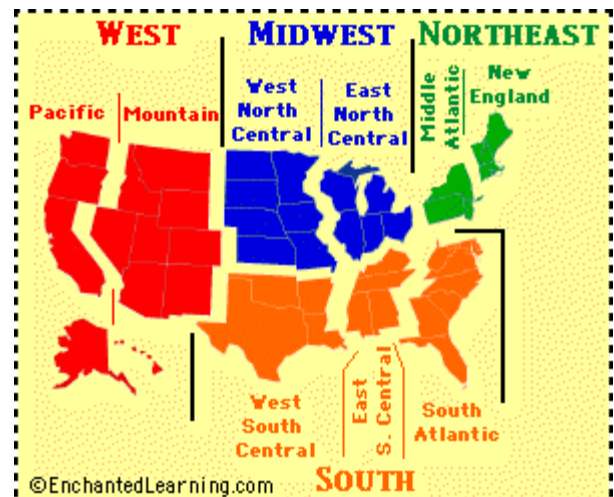 WEST
MIDWEST
NORTHEAST
Pacific
Mountain
West
North
Central
East
North
Central
Middle
Atlantic
New
England
West
South
Central
East
S. Central
South
Atlantic
SOUTH
©EnchantedLearning.com